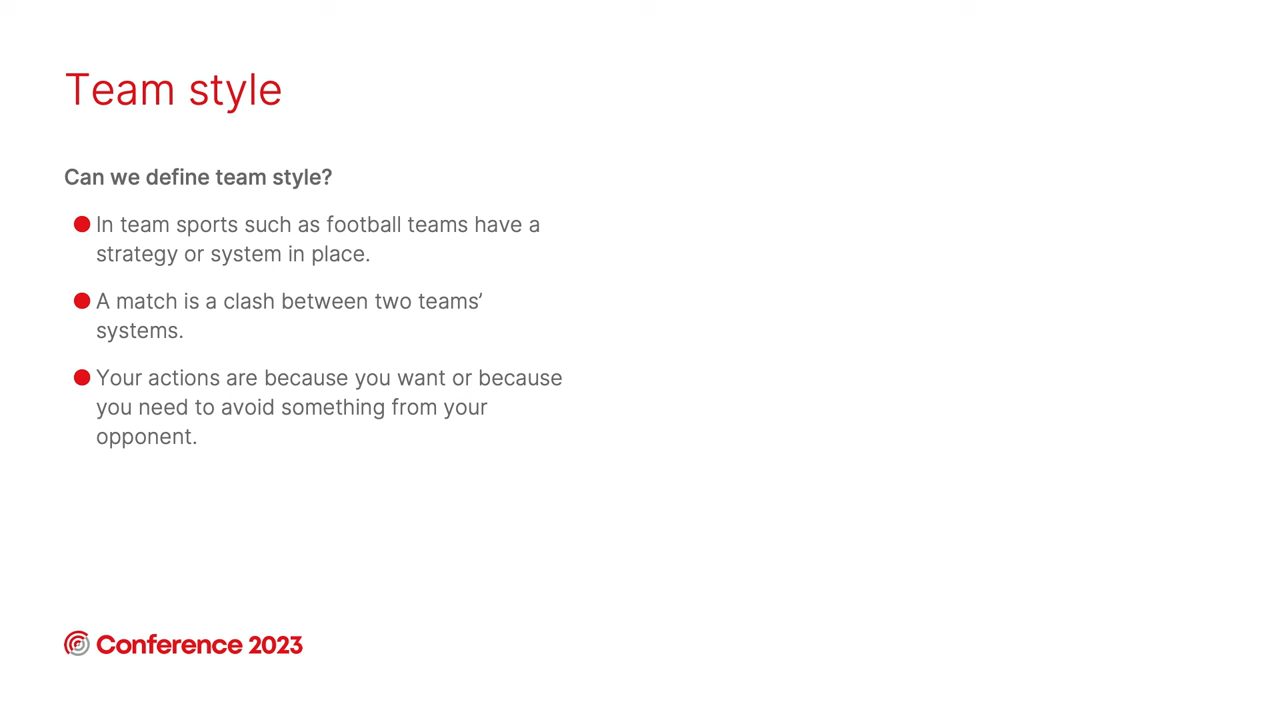 Team style
Can we define team style?
In team sports such as football teams have a
strategy or system in place.
A match is a clash between two teams’
systems.
Your actions are because you want or because
you need to avoid something from your
opponent.
Conference 2023